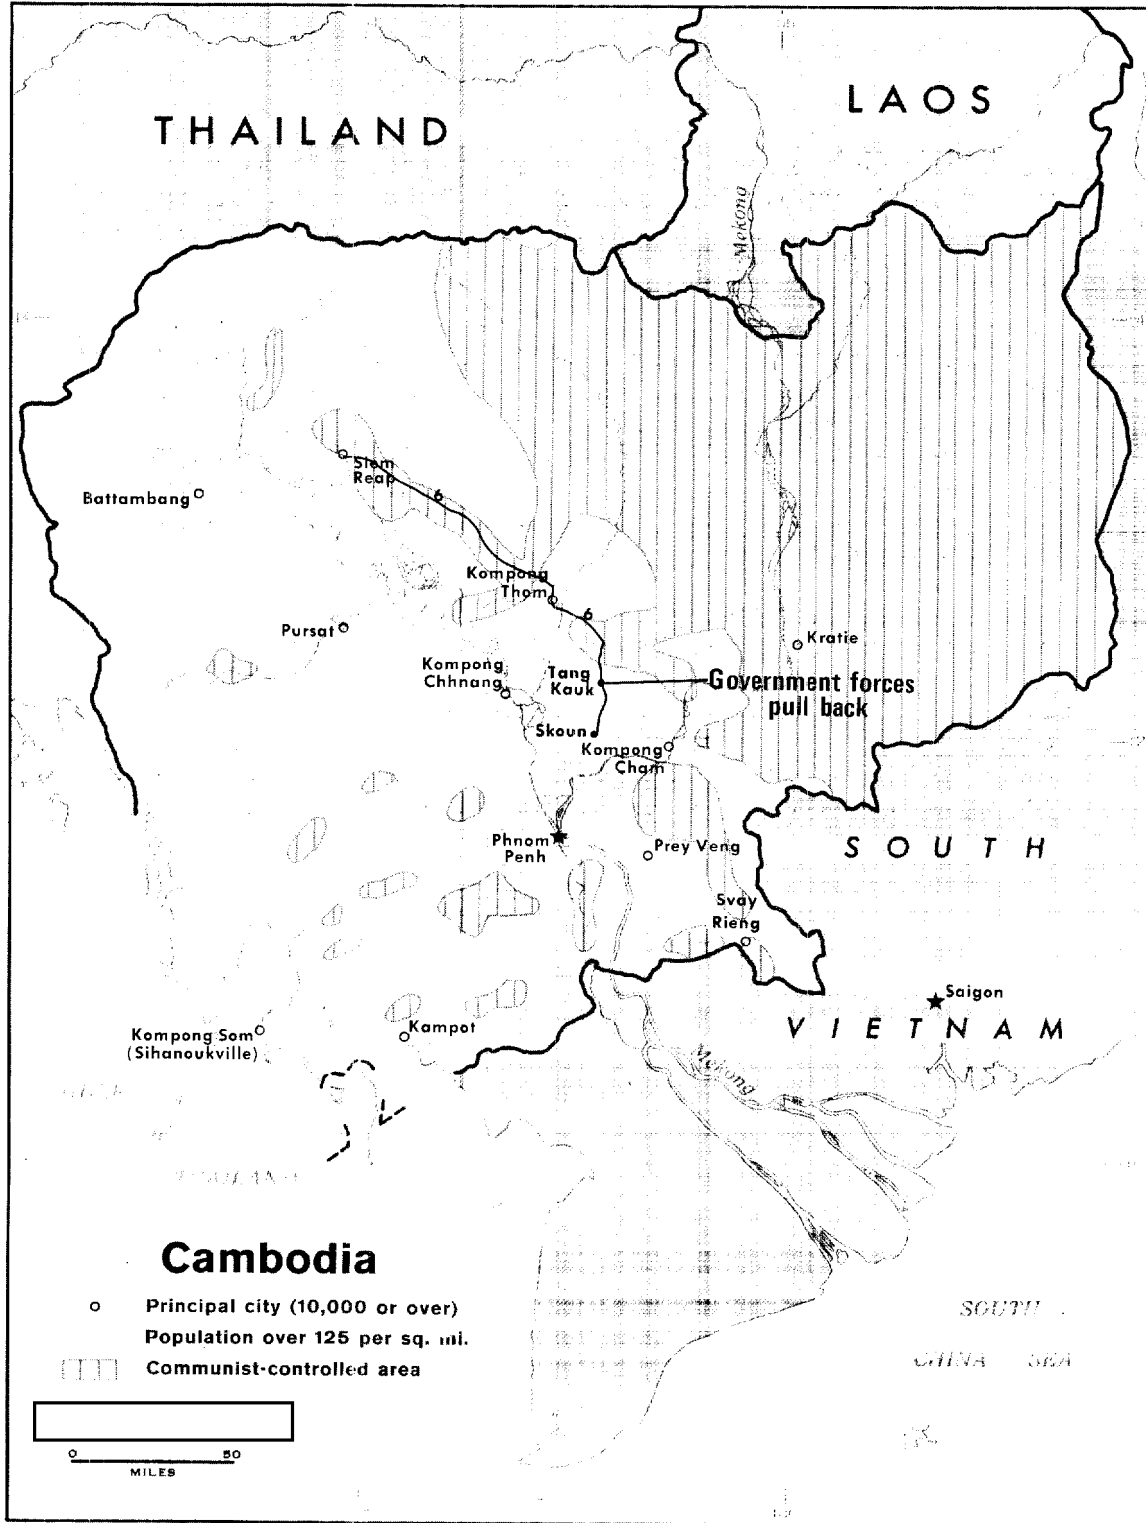 THAILAND
LAOS
Mekong
Siem
Reap
6
Battambang
Kompong
Thom
6
Pursat
Kratie
Kompong
Chhnang
Tang
Kauk
Government forces
pull back
Skoun
Kompong
Cham
Phnom
Penh
Prey Veng
SOUTH
Svay
Rieng
Saigon
VIETNAM
Kompong Som
(Sihanoukville)
Kampot
Mekong
Cambodia
Principal city (10,000 or over)
Population over 125 per sq. mi.
Communist-controlled area
SOUTH
CHINA SEA
0 50
MILES